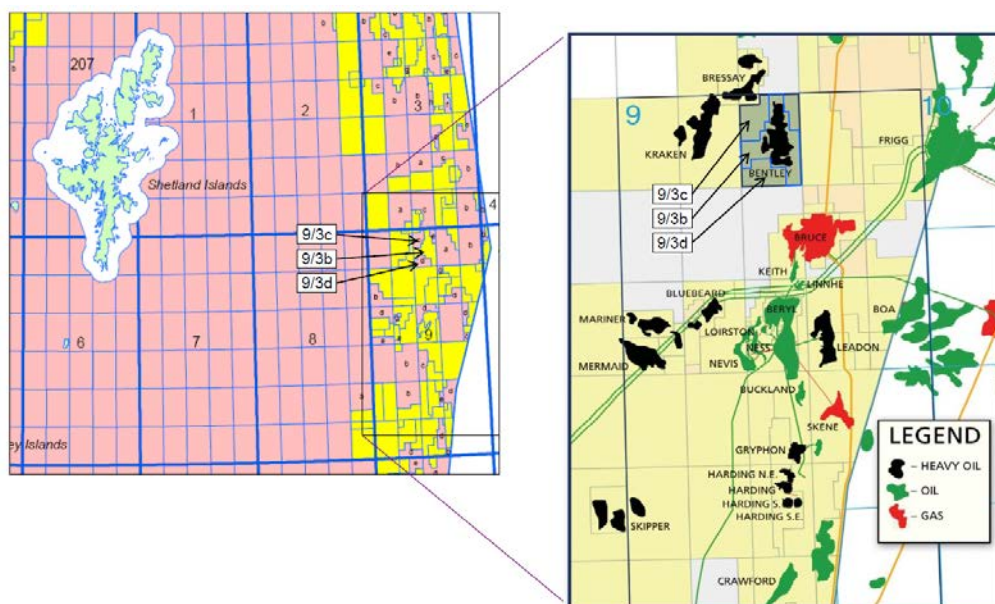 207
1
2
3
Shetland Islands
4
9/3c
9/3b
9/3d
6
7
8
9
ey Islands
BRESSAY
9
10
KRAKEN
FRIGG
BENTLEY
9/3c
9/3b
9/3d
BRUCE
KEITH
LINNHE
BLUEBEARD
BERYL
MARINER
BOA
LOIRSTON
NESS
LEADON
MERMAID
NEVIS
BUCKLAND
SKENE
LEGEND
GRYPHON
- HEAVY OIL
HARDING N.E.
HARDING
- OIL
HARDING S.
HARDING S.E.
- GAS
SKIPPER
CRAWFORD